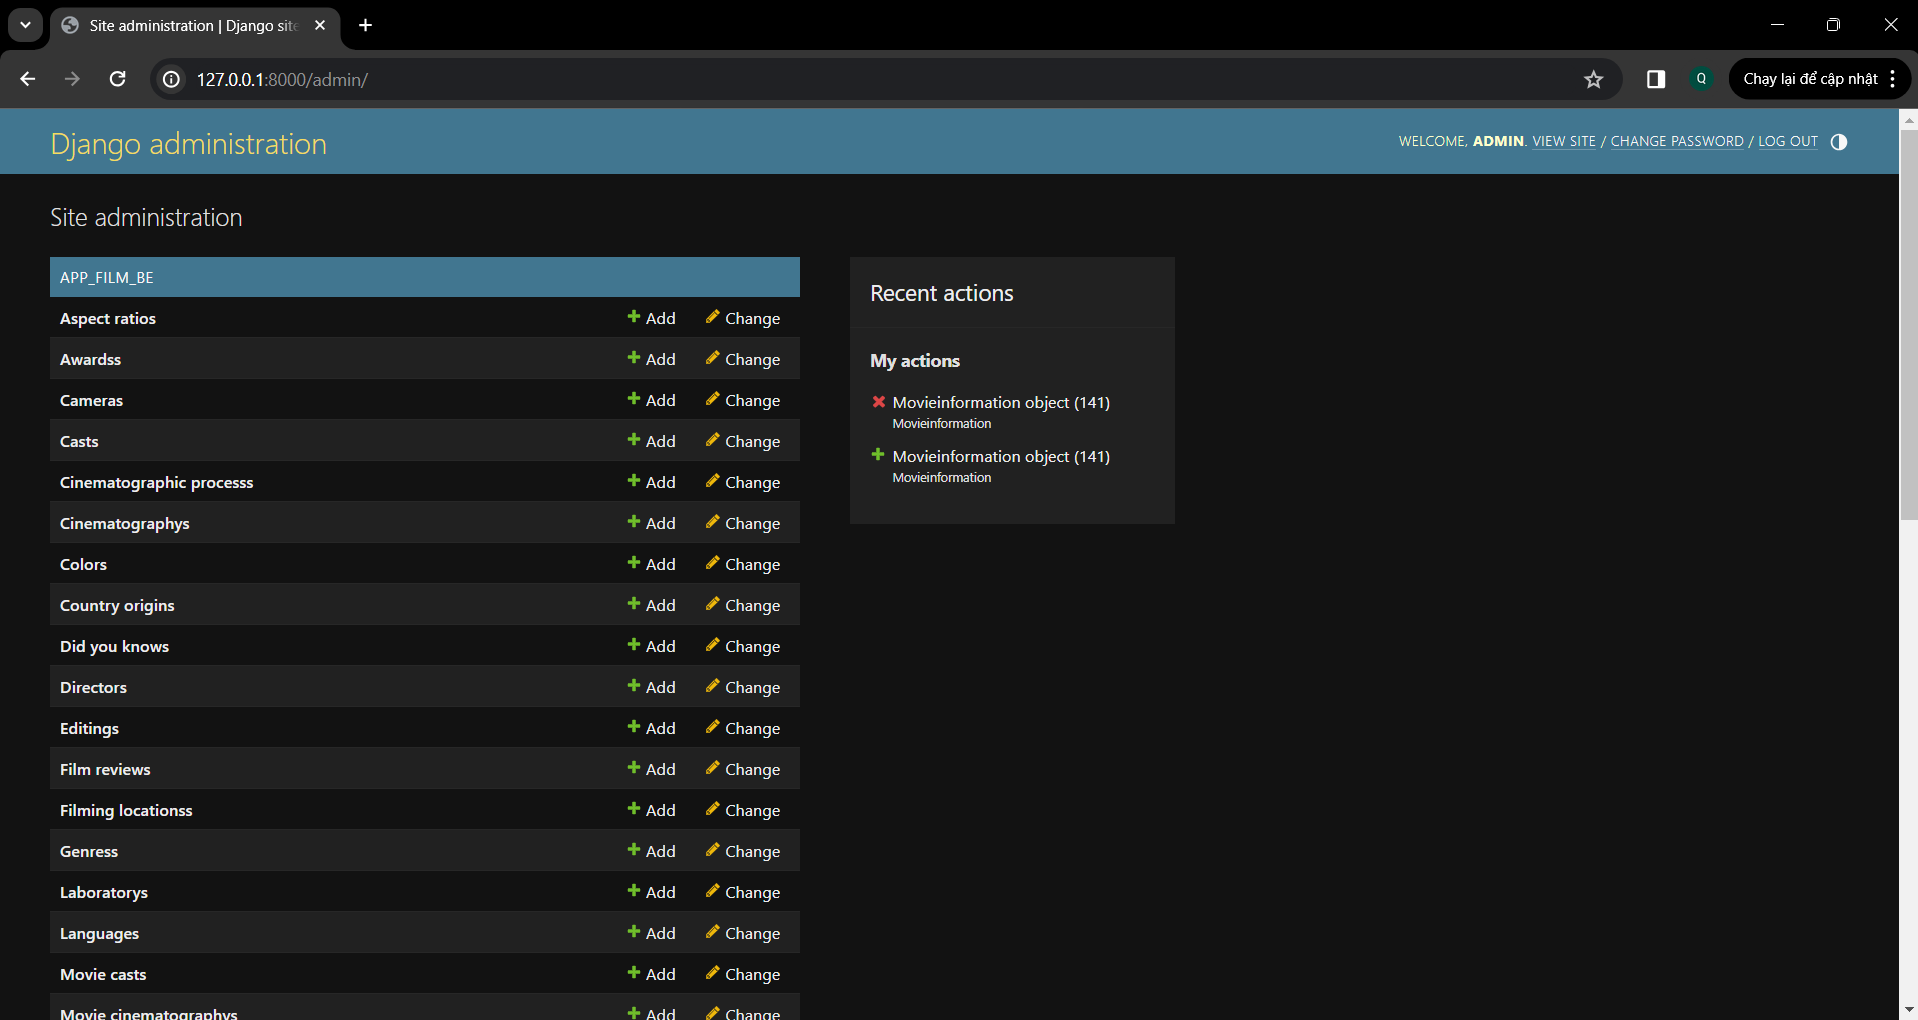 Site administration | Django site
127.0.0.1:8000/admin/
Q
Chạy lại để cập nhật
Django administration
WELCOME, ADMIN. VIEW SITE / CHANGE PASSWORD / LOG OUT
Site administration
APP_FILM_BE
Aspect ratios Add Change
Awardss Add Change
Cameras Add Change
Casts Add Change
Cinematographic processs Add Change
Cinematographys Add Change
Colors Add Change
Country origins Add Change
Did you knows Add Change
Directors Add Change
Editings Add Change
Film reviews Add Change
Filming locationss Add Change
Genress Add Change
Laboratorys Add Change
Languages Add Change
Movie casts Add Change
Movie cinematographys Add Change
Recent actions
My actions
Movieinformation object (141)
Movieinformation
Movieinformation object (141)
Movieinformation